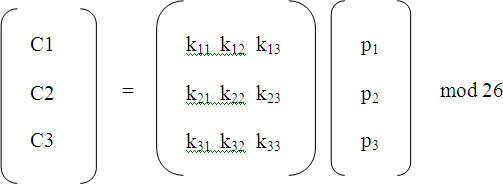 C1 k₁₁ k₁₂ k₁₃ p₁
C2 = k₂₁ k₂₂ k₂₃ p₂ mod 26
C3 k₃₁ k₃₂ k₃₃ p₃